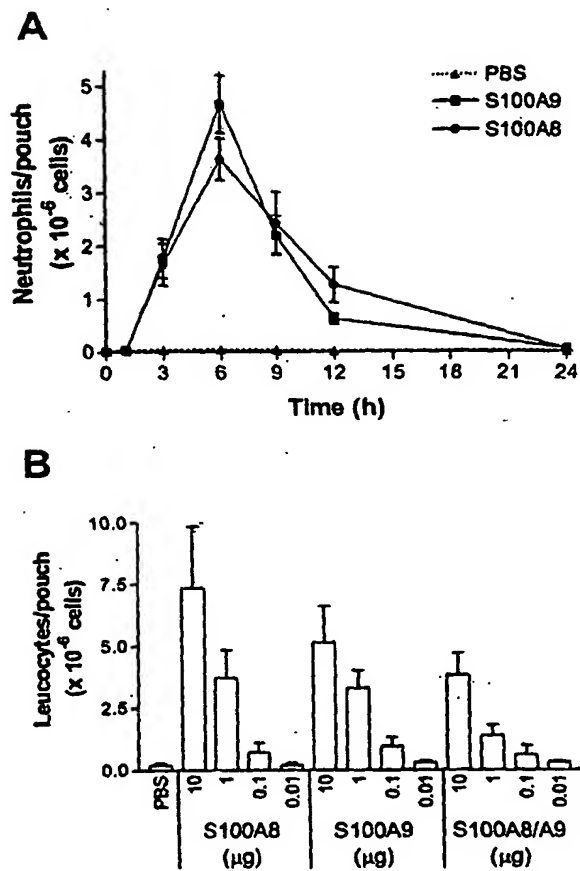 A
PBS
S100A9
S100A8
Neutrophils/pouch
(x 10⁻⁶ cells)
5
4
3
2
1
0
0 3 6 9 12 15 18 21 24
Time (h)
B
Leucocytes/pouch
(x 10⁻⁶ cells)
10.0
7.5
5.0
2.5
0.0
PBS 10 1 0.1 0.01 10 1 0.1 0.01 10 1 0.1 0.01
S100A8 S100A9 S100A8/A9
(µg) (µg) (µg)